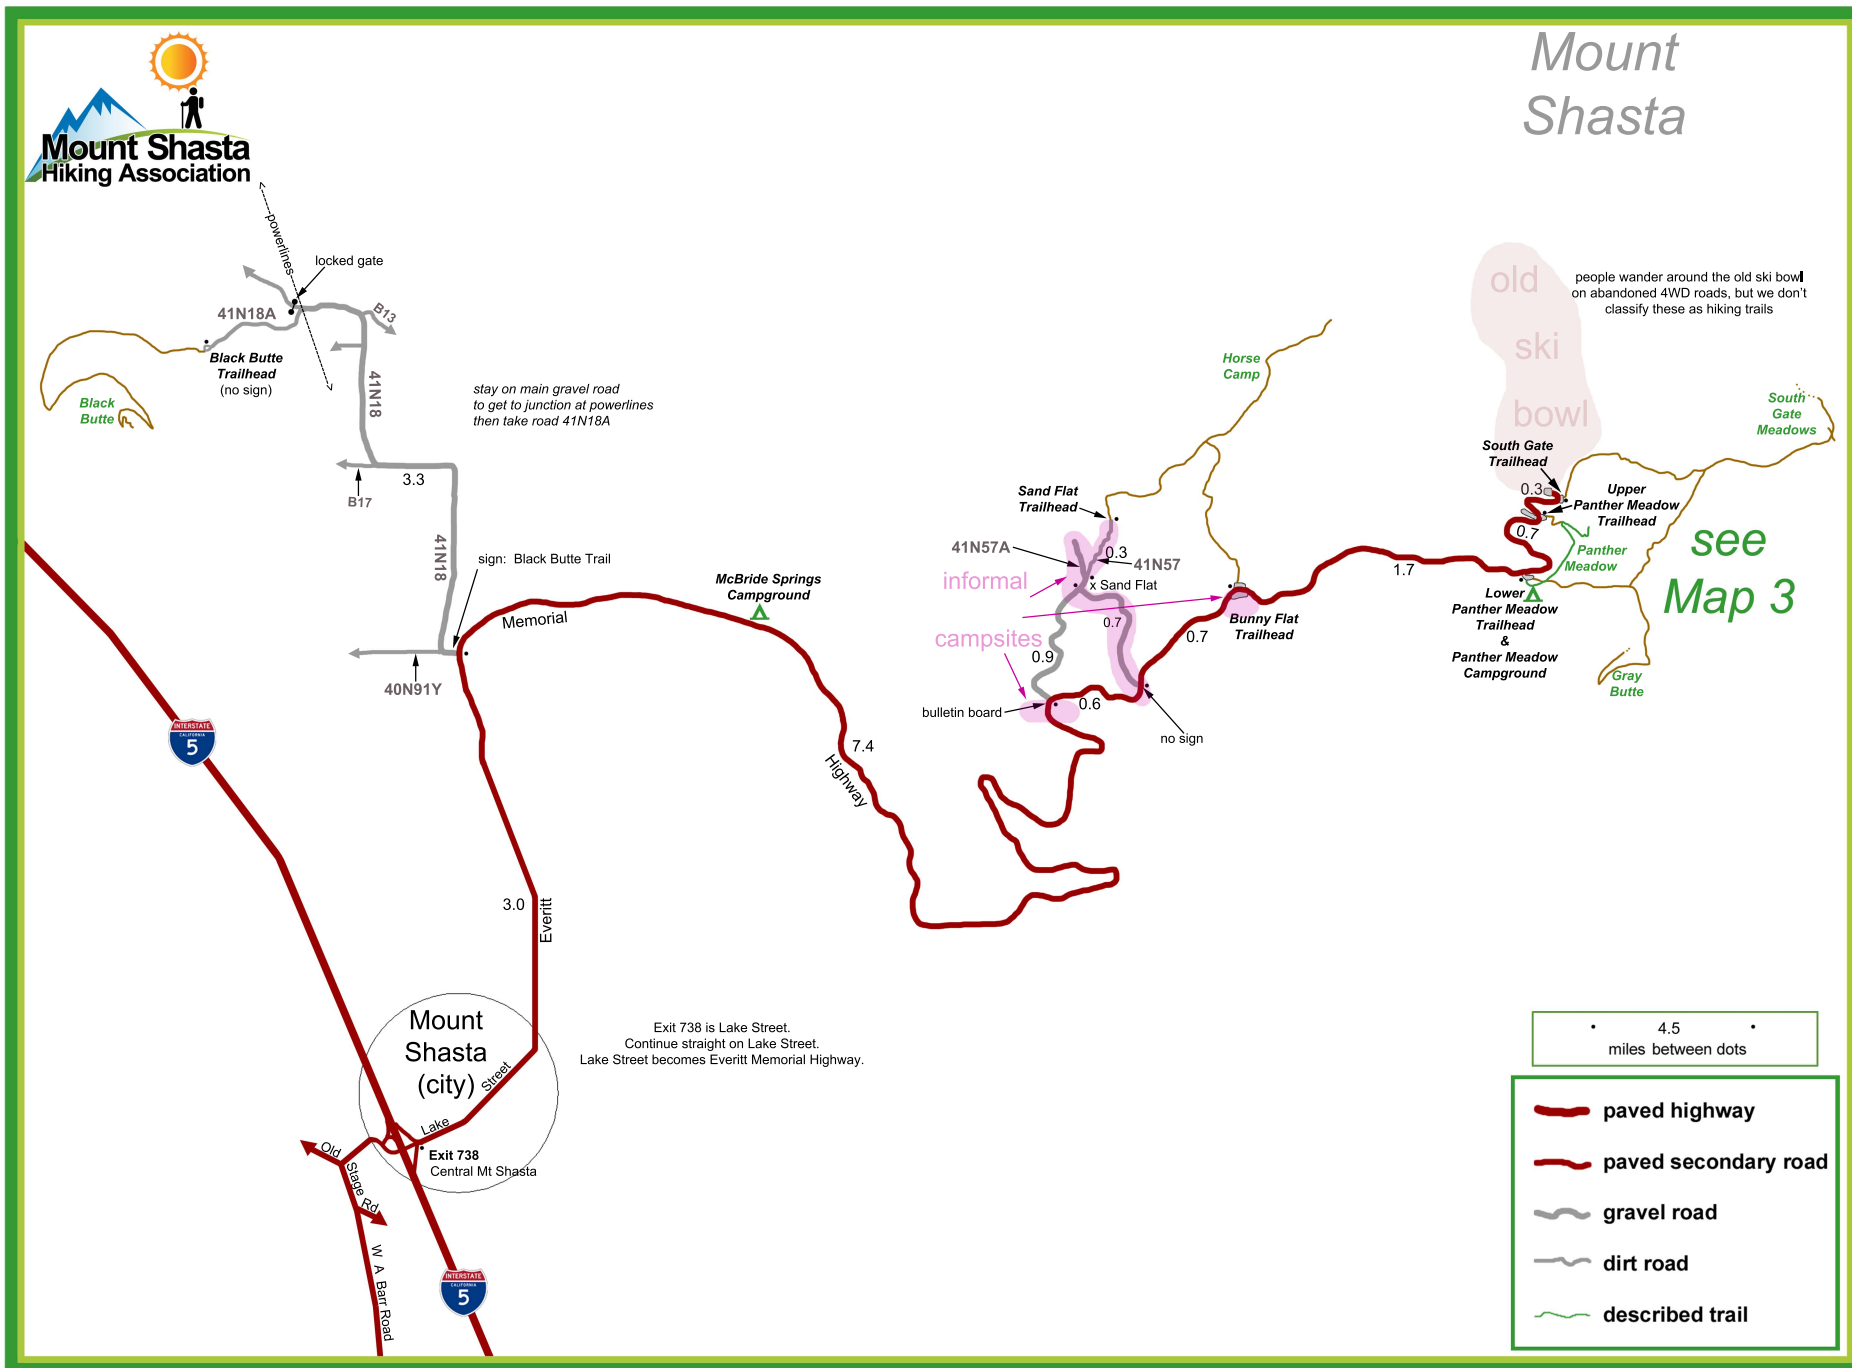 Mount Shasta
Hiking Association
Mount
Shasta
powerlines
locked gate
41N18A
B13
Black Butte
Trailhead
(no sign)
Black
Butte
41N18
stay on main gravel road
to get to junction at powerlines
then take road 41N18A
B17
3.3
41N18
sign: Black Butte Trail
40N91Y
Memorial
McBride Springs
Campground
7.4
Highway
3.0
Everitt
Horse
Camp
Sand Flat
Trailhead
41N57A
0.3
41N57
informal
x Sand Flat
campsites
0.7
0.9
0.7
Bunny Flat
Trailhead
bulletin board
0.6
no sign
1.7
old
ski
bowl
people wander around the old ski bowl
on abandoned 4WD roads, but we don't
classify these as hiking trails
South
Gate
Meadows
South Gate
Trailhead
0.3
Upper
Panther Meadow
Trailhead
0.7
Panther
Meadow
see
Map 3
Lower
Panther Meadow
Trailhead
&
Panther Meadow
Campground
Gray
Butte
INTERSTATE
CALIFORNIA
5
Mount
Shasta
(city)
Street
Lake
Exit 738
Central Mt Shasta
Exit 738 is Lake Street.
Continue straight on Lake Street.
Lake Street becomes Everitt Memorial Highway.
Old
Stage Rd
W A Barr Road
INTERSTATE
CALIFORNIA
5
4.5
miles between dots
paved highway
paved secondary road
gravel road
dirt road
described trail